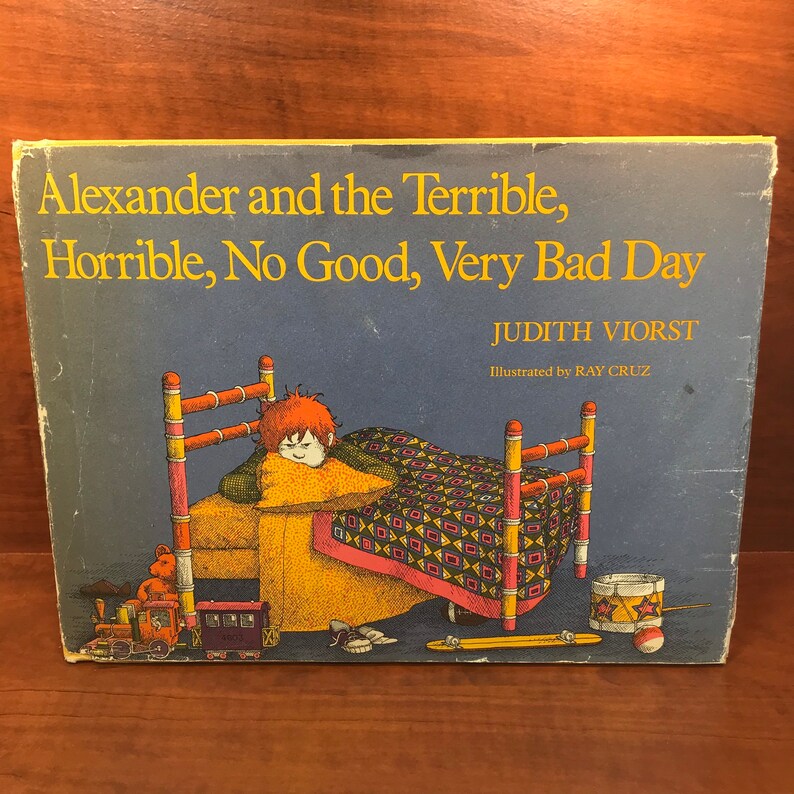 Alexander and the Terrible,
Horrible, No Good, Very Bad Day
JUDITH VIORST
Illustrated by RAY CRUZ